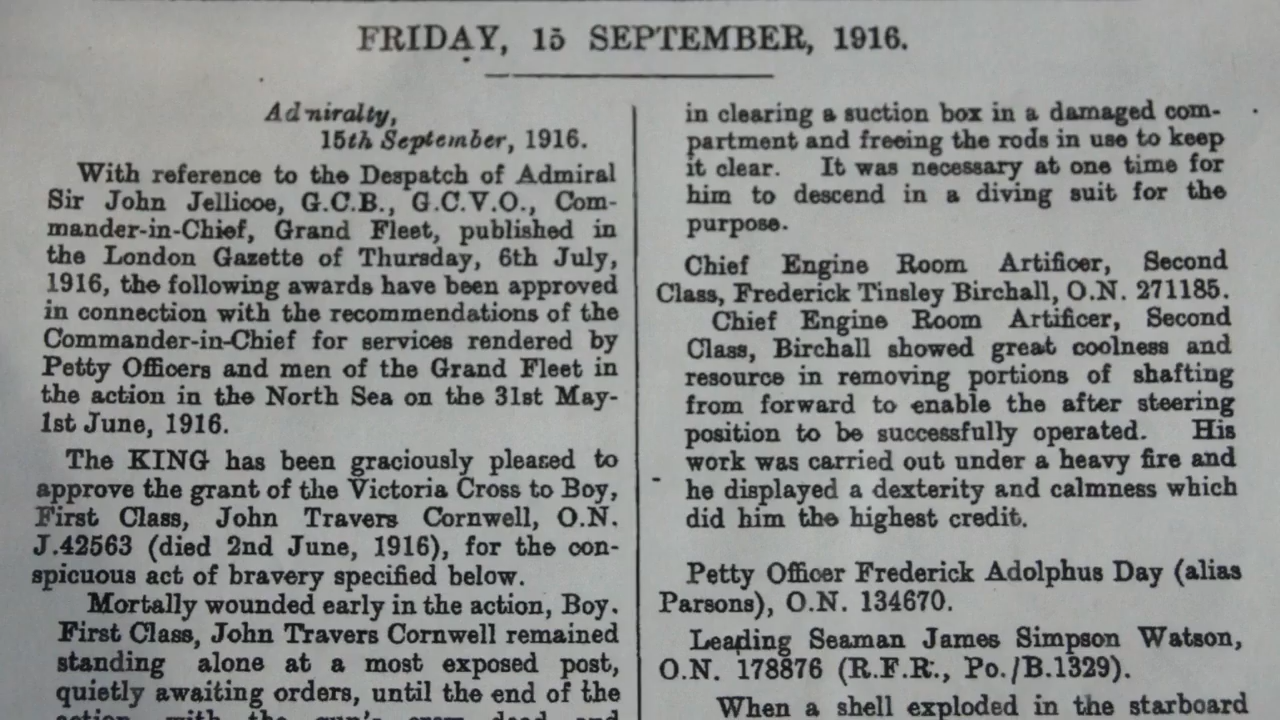 FRIDAY, 15 SEPTEMBER, 1916.
Admiralty,
15th September, 1916.
With reference to the Despatch of Admiral
Sir John Jellicoe, G.C.B., G.C.V.O., Com-
mander-in-Chief, Grand Fleet, published in
the London Gazette of Thursday, 6th July,
1916, the following awards have been approved
in connection with the recommendations of the
Commander-in-Chief for services rendered by
Petty Officers and men of the Grand Fleet in
the action in the North Sea on the 31st May-
1st June, 1916.
The KING has been graciously pleased to
approve the grant of the Victoria Cross to Boy,
First Class, John Travers Cornwell, O.N.
J.42563 (died 2nd June, 1916), for the con-
spicuous act of bravery specified below.
Mortally wounded early in the action, Boy.
First Class, John Travers Cornwell remained
standing alone at a most exposed post,
quietly awaiting orders, until the end of the
action, with the gun's crew dead and
in clearing a suction box in a damaged com-
partment and freeing the rods in use to keep
it clear. It was necessary at one time for
him to descend in a diving suit for the
purpose.
Chief Engine Room Artificer, Second
Class, Frederick Tinsley Birchall, O.N. 271185.
Chief Engine Room Artificer, Second
Class, Birchall showed great coolness and
resource in removing portions of shafting
from forward to enable the after steering
position to be successfully operated. His
work was carried out under a heavy fire and
he displayed a dexterity and calmness which
did him the highest credit.
Petty Officer Frederick Adolphus Day (alias
Parsons), O.N. 134670.
Leading Seaman James Simpson Watson,
O.N. 178876 (R.F.R., Po./B.1329).
When a shell exploded in the starboard